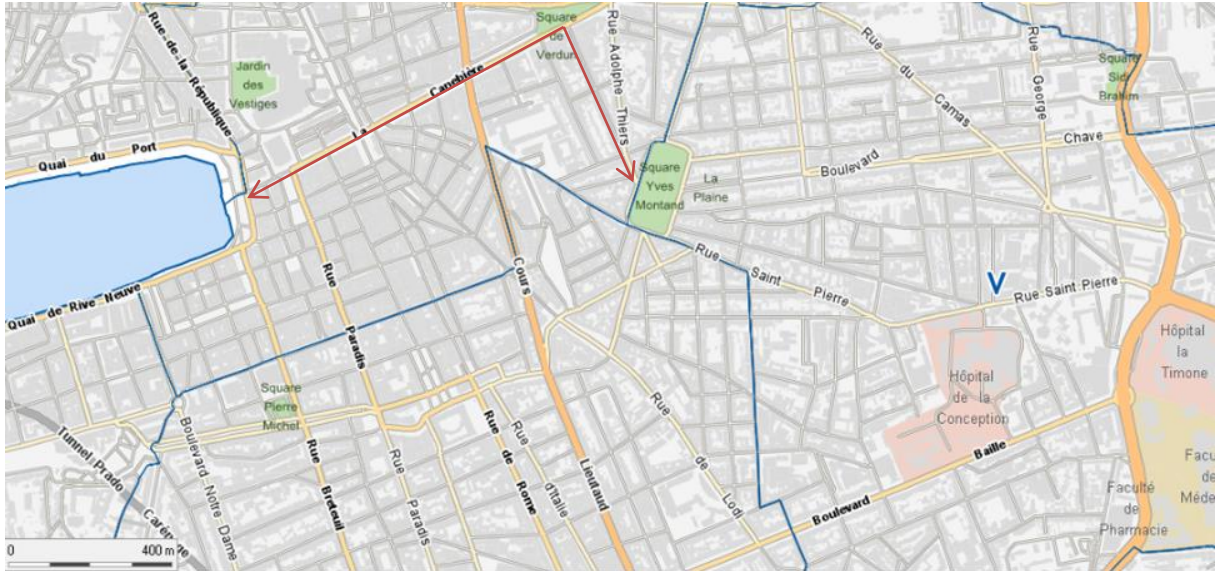 Square
de
Verdun
Rue-de-la-République
Jardin
des
Vestiges
La Canebière
Rue Adolphe Thiers
Rue du Camas
Rue George
Square
Sidi
Brahim
Quai du Port
Boulevard Chave
Square
Yves
Montand
La
Plaine
Rue Saint Pierre
V
Rue Saint Pierre
Quai de Rive Neuve
Rue Paradis
Cours Lieutaud
Hôpital
la
Timone
Hôpital
de la
Conception
Square
Pierre
Michel
Tunnel Prado Carénage
Boulevard Notre Dame
Rue Breteuil
Rue Paradis
Rue de Rome
Rue d'Italie
Rue de Lodi
Boulevard Baille
Faculté
de
Pharmacie
Facu
de
Méde
0 400 m